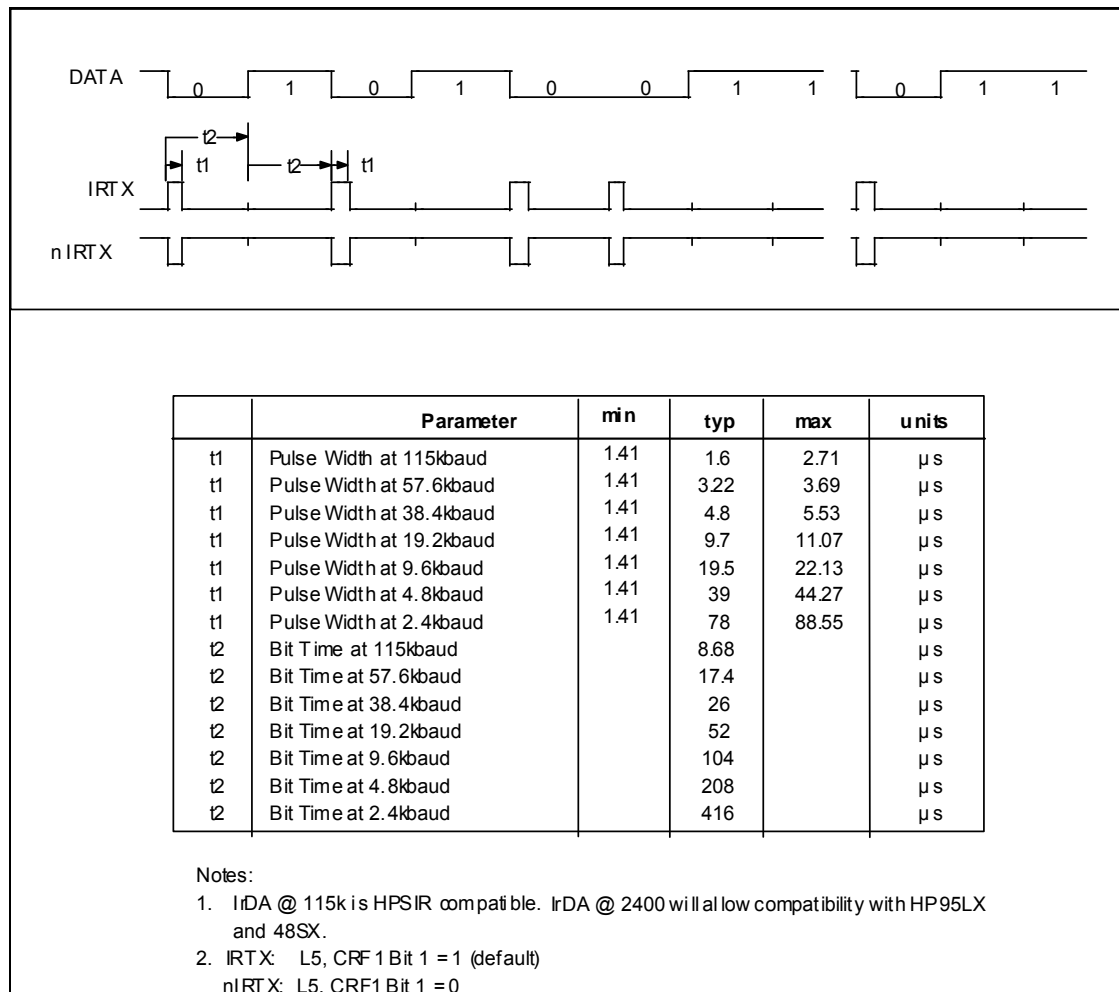 DATA 0 1 0 1 0 0 1 1 0 1 1
t2
t1 t2 t1
IRTX
nIRTX
Parameter min typ max units
t1 Pulse Width at 115kbaud 1.41 1.6 2.71 µs
t1 Pulse Width at 57.6kbaud 1.41 3.22 3.69 µs
t1 Pulse Width at 38.4kbaud 1.41 4.8 5.53 µs
t1 Pulse Width at 19.2kbaud 1.41 9.7 11.07 µs
t1 Pulse Width at 9.6kbaud 1.41 19.5 22.13 µs
t1 Pulse Width at 4.8kbaud 1.41 39 44.27 µs
t1 Pulse Width at 2.4kbaud 1.41 78 88.55 µs
t2 Bit Time at 115kbaud 8.68 µs
t2 Bit Time at 57.6kbaud 17.4 µs
t2 Bit Time at 38.4kbaud 26 µs
t2 Bit Time at 19.2kbaud 52 µs
t2 Bit Time at 9.6kbaud 104 µs
t2 Bit Time at 4.8kbaud 208 µs
t2 Bit Time at 2.4kbaud 416 µs
Notes:
1. IrDA @ 115k is HPSIR compatible. IrDA @ 2400 will allow compatibility with HP95LX
and 48SX.
2. IRTX: L5, CRF1 Bit 1 = 1 (default)
nIRTX: L5, CRF1 Bit 1 = 0